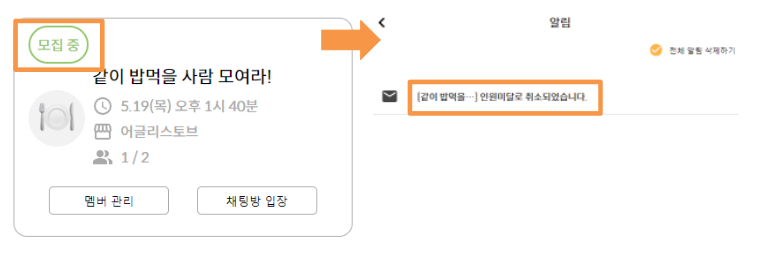 모집 중
같이 밥먹을 사람 모여라!
5.19(목) 오후 1시 40분
어글리스토브
1 / 2
멤버 관리
채팅방 입장
알림
전체 알림 삭제하기
[같이 밥먹을…] 인원미달로 취소되었습니다.